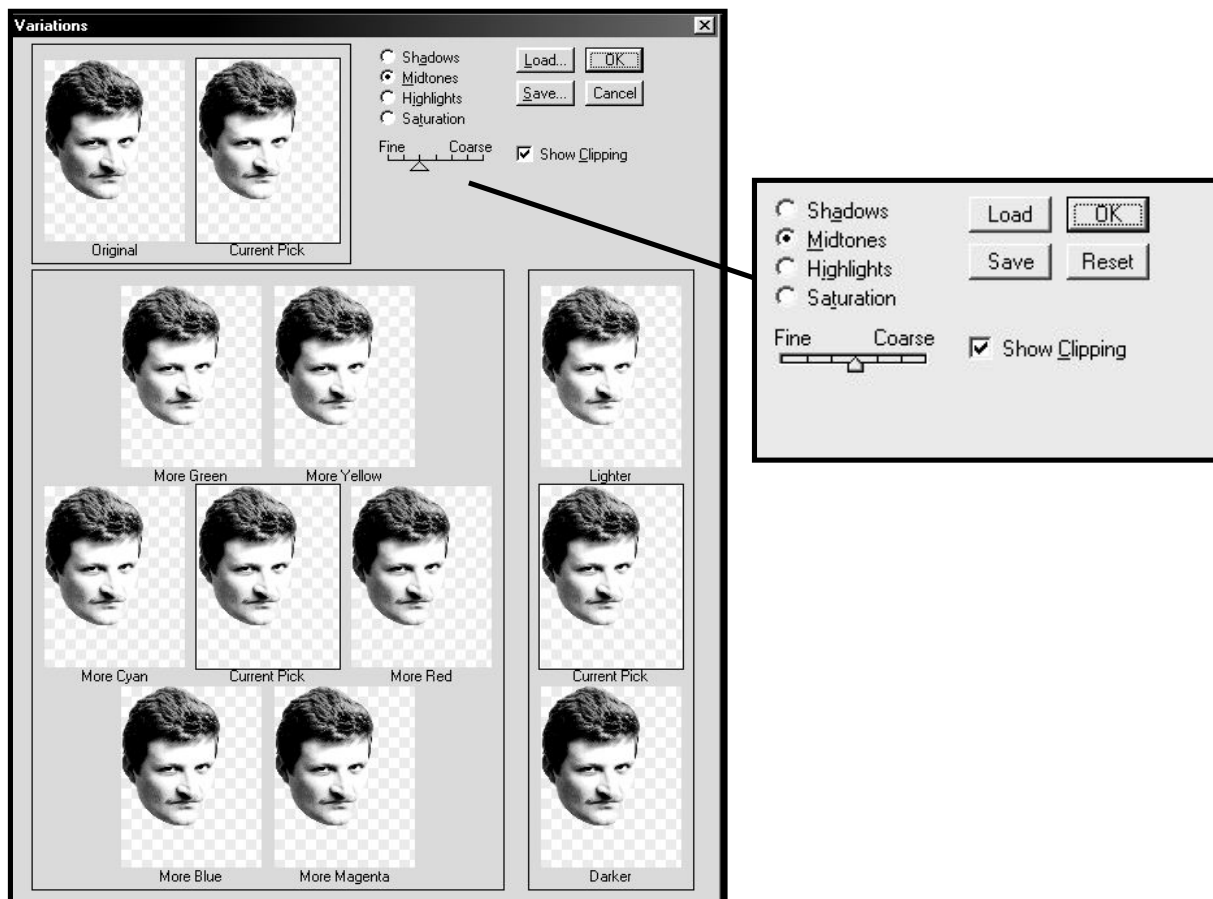 Variations
Shadows
Midtones
Highlights
Saturation
Load... OK
Save... Cancel
Fine Coarse
Show Clipping
Original Current Pick
More Green More Yellow
More Cyan Current Pick More Red
More Blue More Magenta
Lighter
Current Pick
Darker
Shadows
Midtones
Highlights
Saturation
Load OK
Save Reset
Fine Coarse
Show Clipping